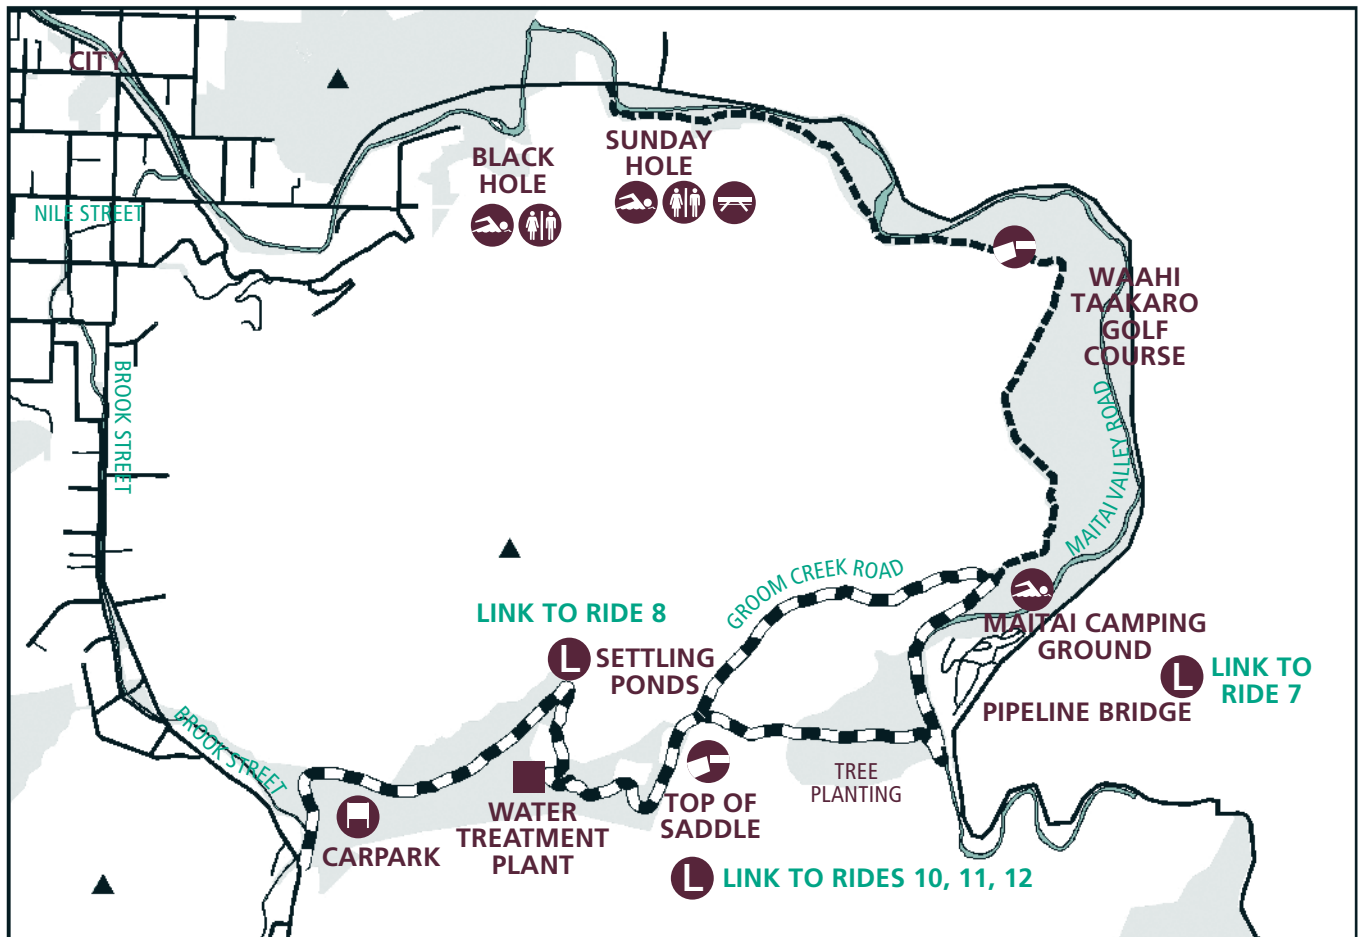 CITY
BLACK
HOLE
SUNDAY
HOLE
NILE STREET
WAAHI
TAAKARO
GOLF
COURSE
BROOK STREET
MAITAI VALLEY ROAD
GROOM CREEK ROAD
LINK TO RIDE 8
L
SETTLING
PONDS
MAITAI CAMPING
GROUND
L
LINK TO
RIDE 7
PIPELINE BRIDGE
BROOK STREET
TREE
PLANTING
WATER
TREATMENT
PLANT
TOP OF
SADDLE
CARPARK
L
LINK TO RIDES 10, 11, 12